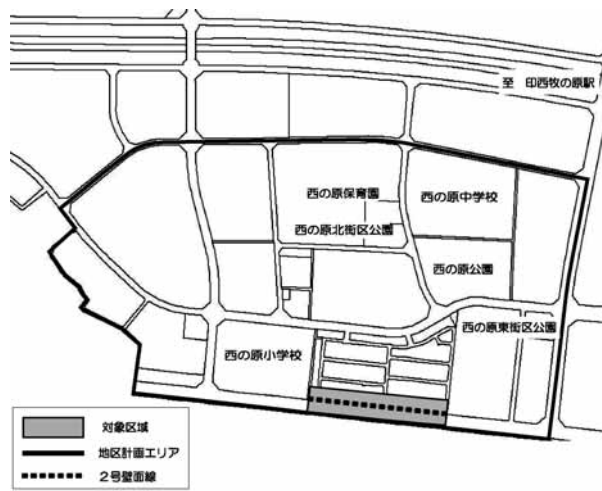 至 印西牧の原駅
西の原保育園
西の原中学校
西の原北街区公園
西の原公園
西の原東街区公園
西の原小学校
対象区域
地区計画エリア
2号壁面線